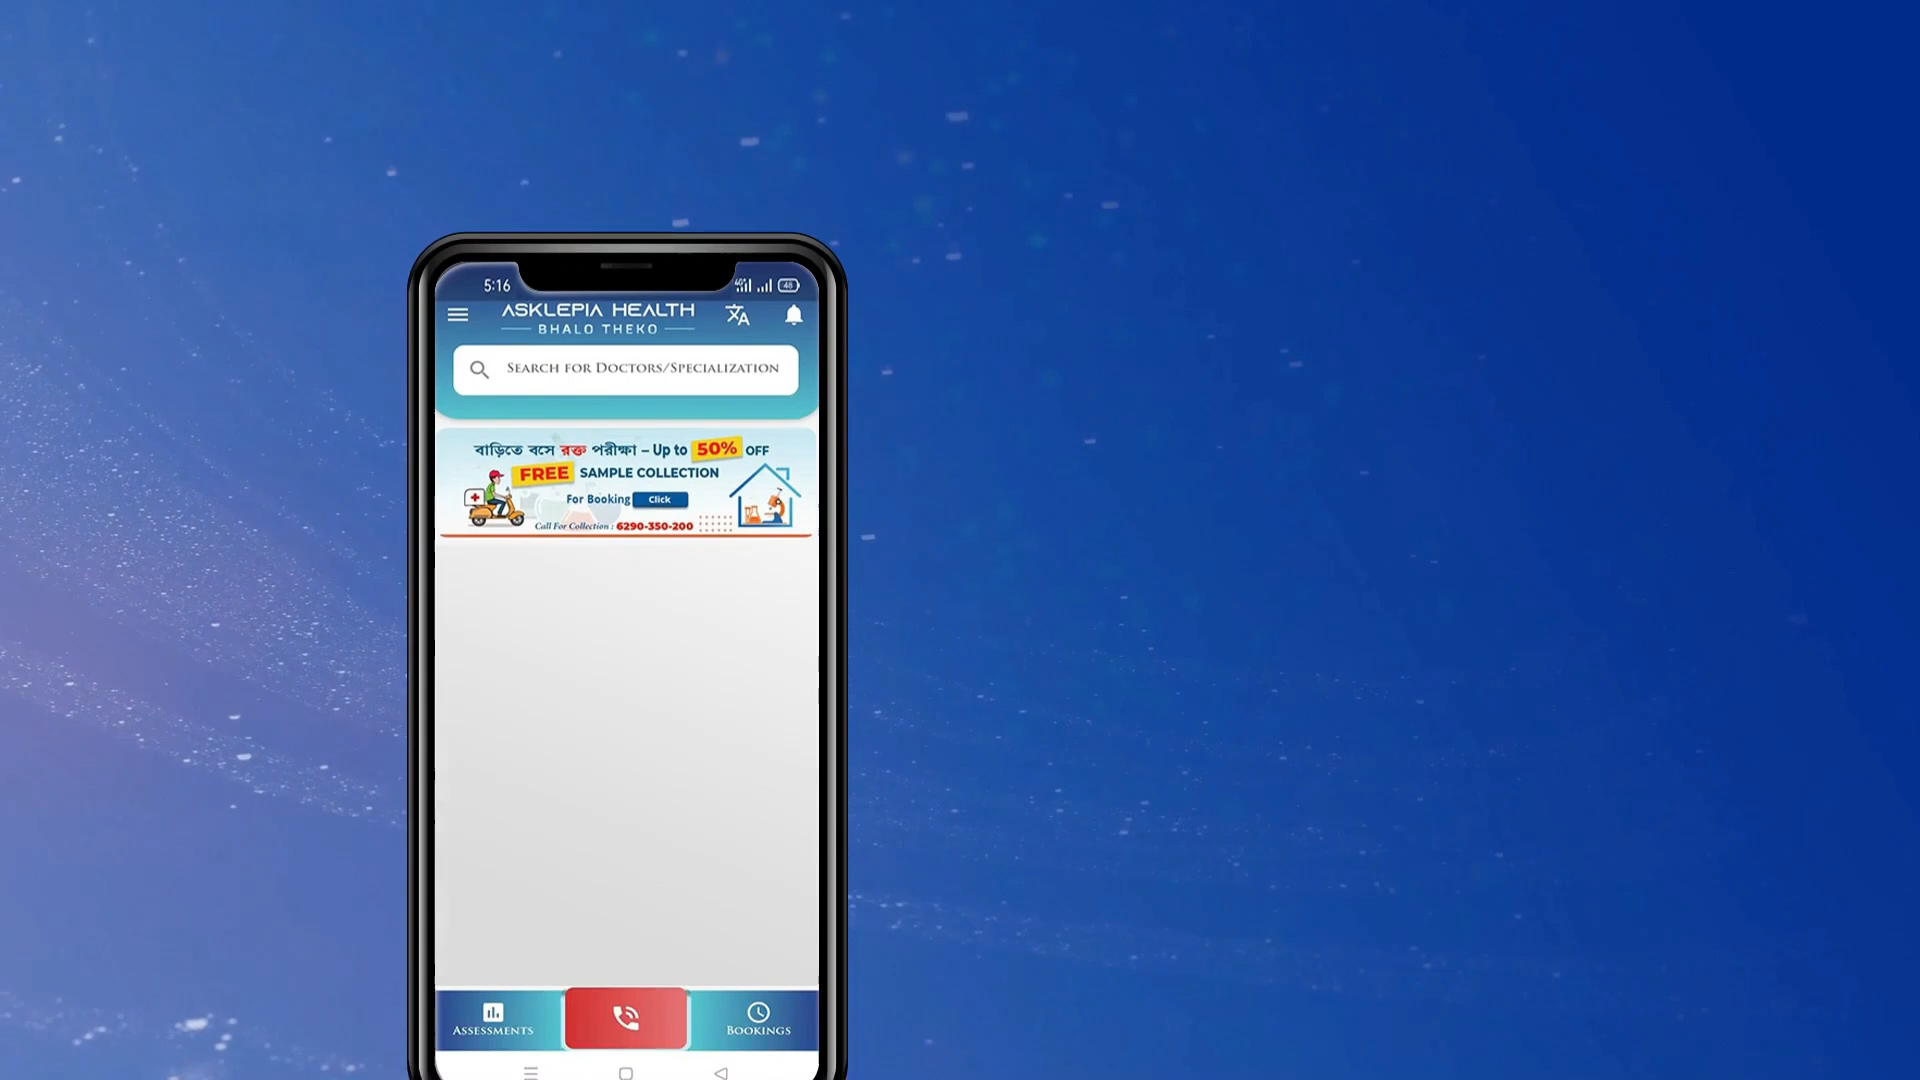 5:16
48
ASKLEPIA HEALTH
BHALO THEKO
SEARCH FOR DOCTORS/SPECIALIZATION
বাড়িতে বসে রক্ত পরীক্ষা – Up to 50% OFF
FREE SAMPLE COLLECTION
For Booking Click
Call For Collection : 6290-350-200
ASSESSMENTS
BOOKINGS